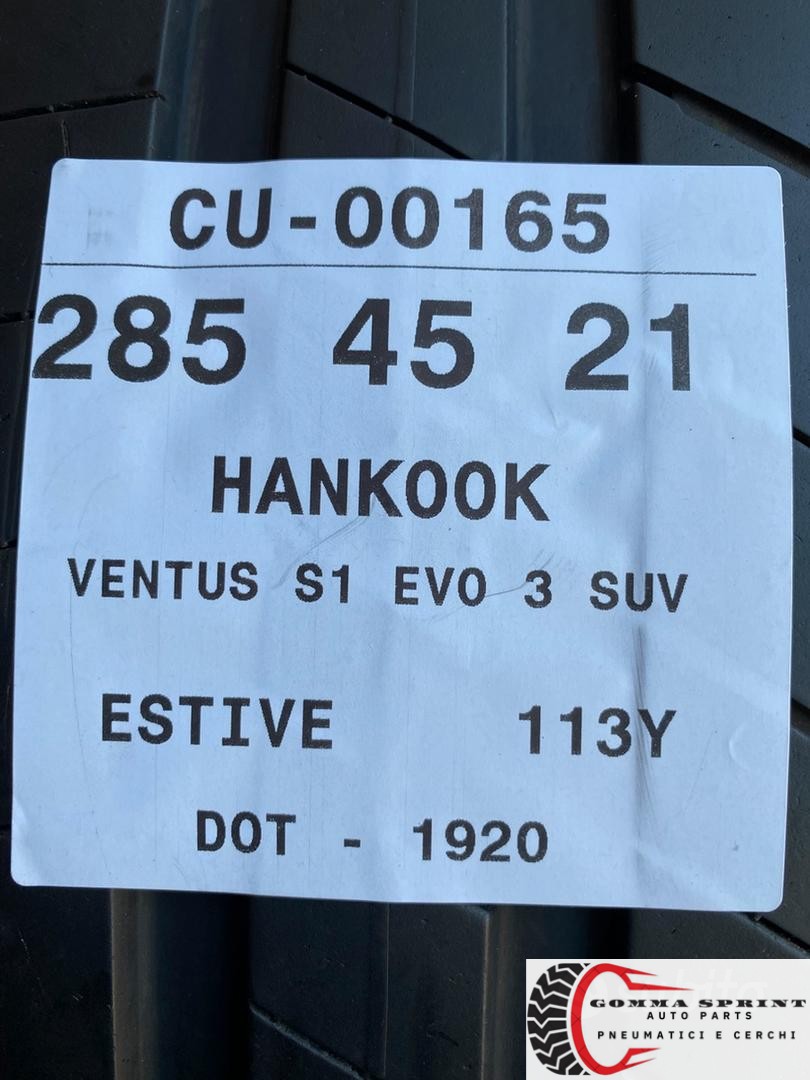 CU-00165
285 45 21
HANKOOK
VENTUS S1 EVO 3 SUV
ESTIVE 113Y
DOT - 1920
GOMMA SPRINT
AUTO PARTS
PNEUMATICI E CERCHI